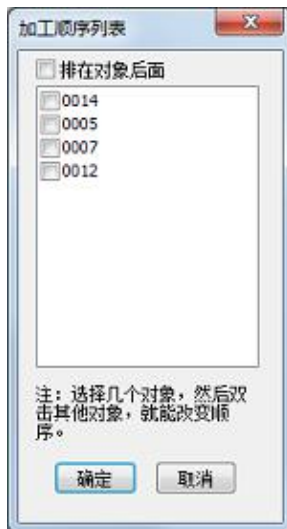 加工顺序列表
排在对象后面
0014
0005
0007
0012
注：选择几个对象，然后双
击其他对象，就能改变顺
序。
确定
取消